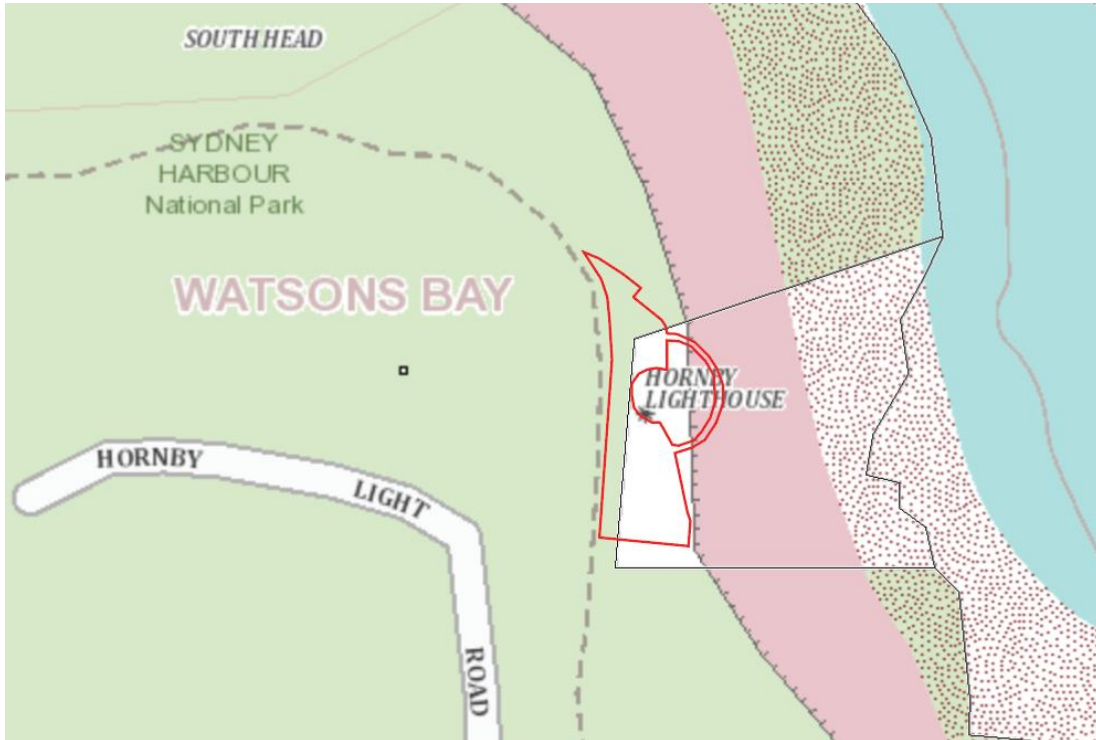 SOUTH HEAD
SYDNEY
HARBOUR
National Park
WATSONS BAY
HORNBY
LIGHTHOUSE
HORNBY
LIGHT
ROAD